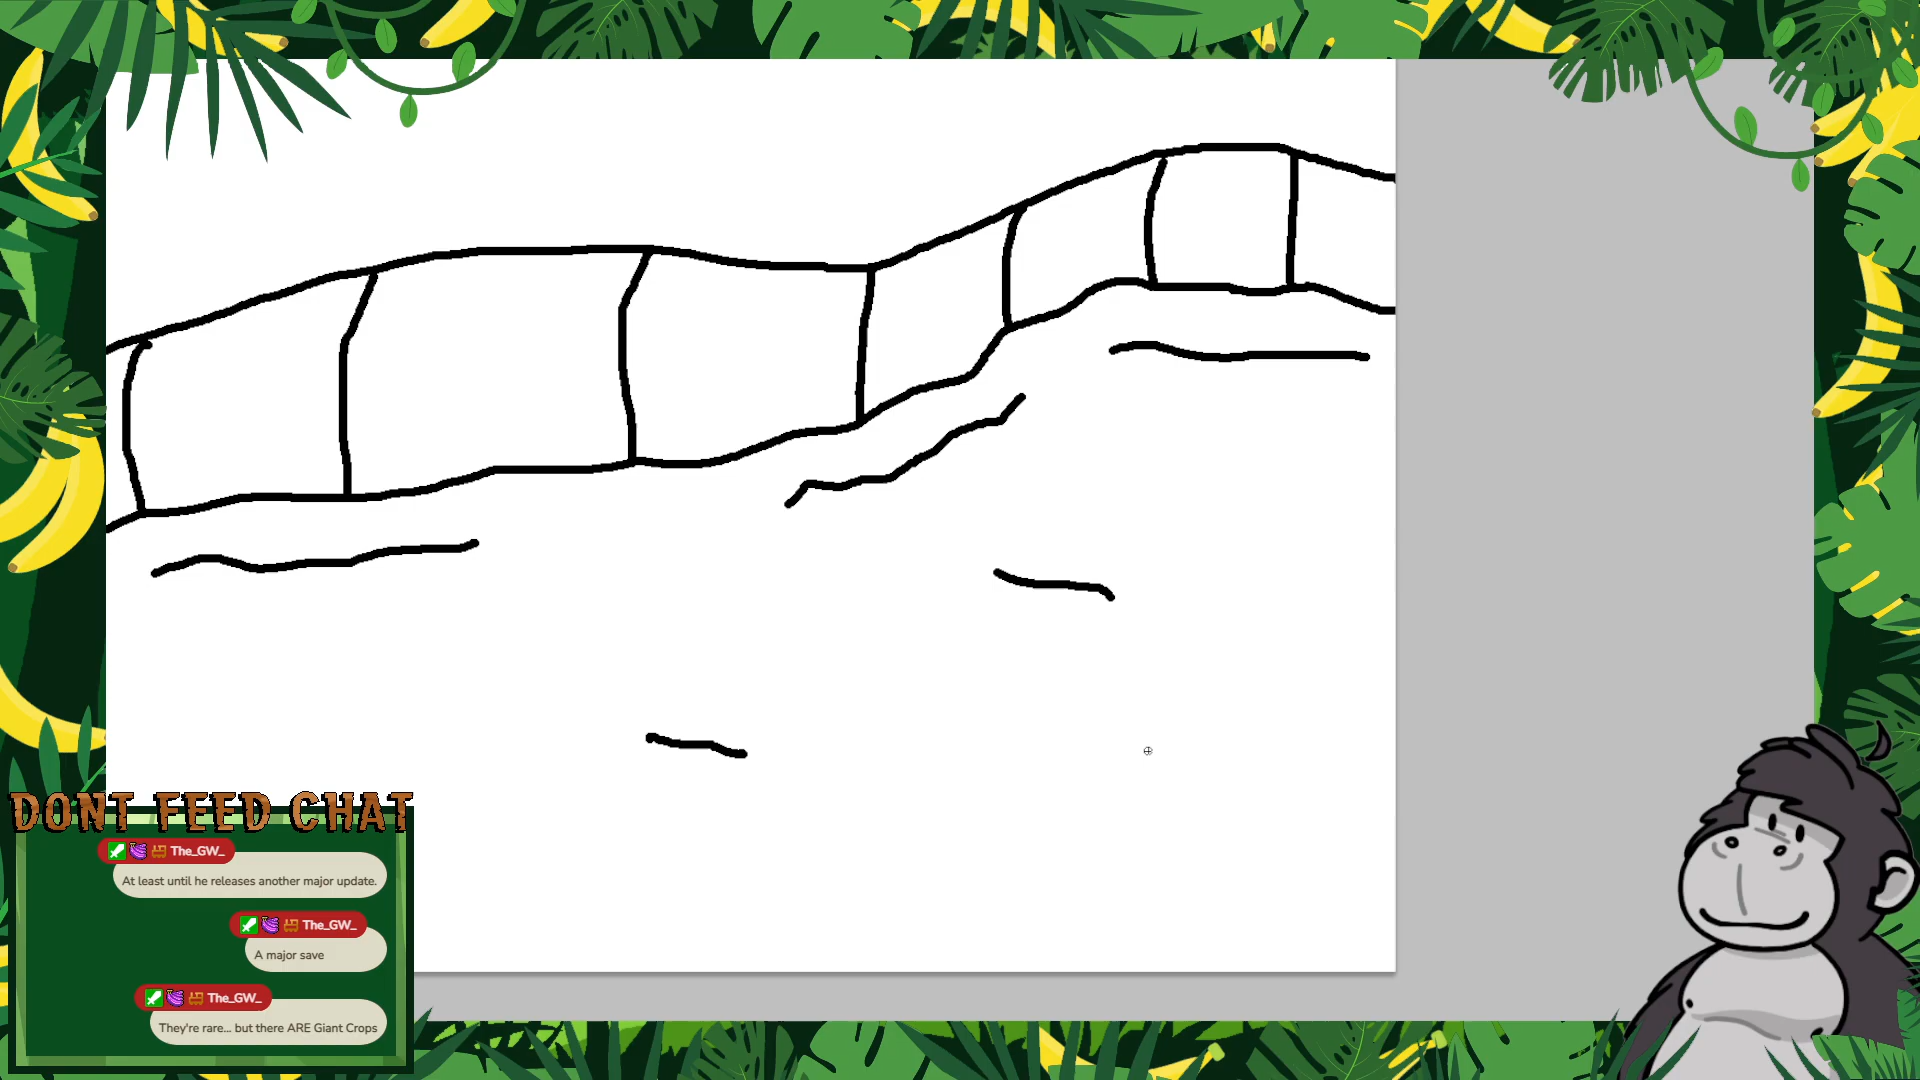 DONT FEED CHAT
The_GW_
At least until he releases another major update.
The_GW_
A major save
The_GW_
They're rare... but there ARE Giant Crops